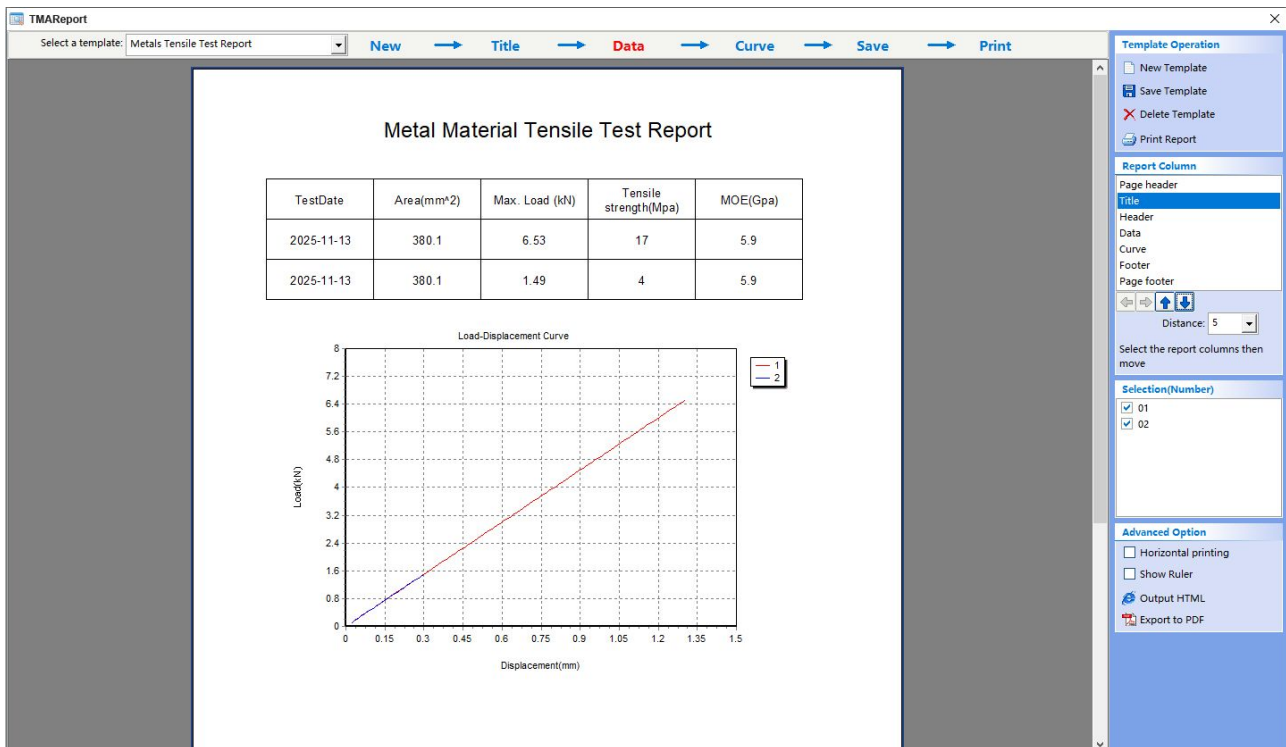 TMAReport
Select a template: Metals Tensile Test Report New Title Data Curve Save Print
Metal Material Tensile Test Report
TestDate Area(mm^2) Max. Load (kN) Tensile strength(Mpa) MOE(Gpa)
2025-11-13 380.1 6.53 17 5.9
2025-11-13 380.1 1.49 4 5.9
Load-Displacement Curve
8
7.2
6.4
5.6
4.8
4
3.2
2.4
1.6
0.8
0
Load(kN)
0 0.15 0.3 0.45 0.6 0.75 0.9 1.05 1.2 1.35 1.5
Displacement(mm)
1
2
Template Operation
New Template
Save Template
Delete Template
Print Report
Report Column
Page header
Title
Header
Data
Curve
Footer
Page footer
Distance: 5
Select the report columns then
move
Selection(Number)
01
02
Advanced Option
Horizontal printing
Show Ruler
Output HTML
Export to PDF